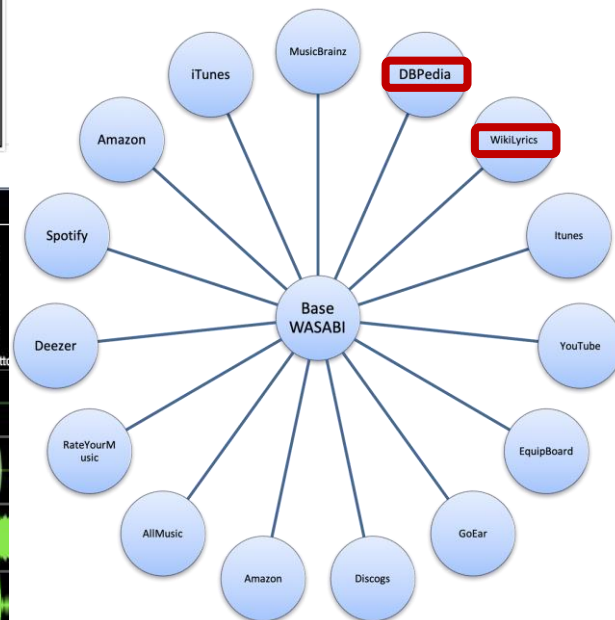 MusicBrainz
iTunes
DBPedia
Amazon
WikiLyrics
Spotify
Itunes
Base
WASABI
Deezer
YouTube
RateYourM
usic
EquipBoard
AllMusic
GoEar
Amazon
Discogs